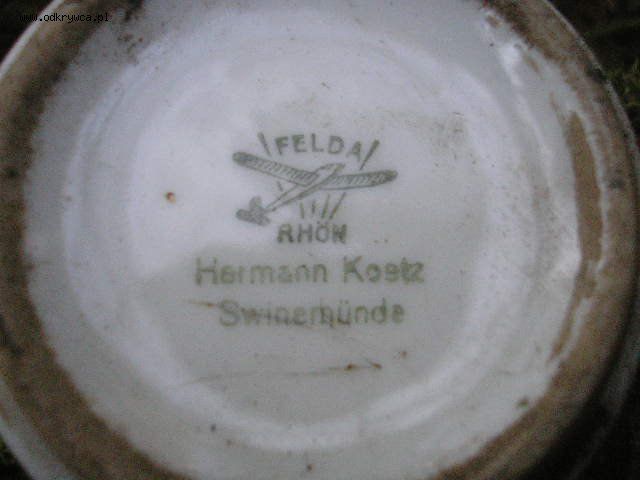 www.odkrywca.pl
FELDA
RHÖN
Hermann Koetz
Swinemünde